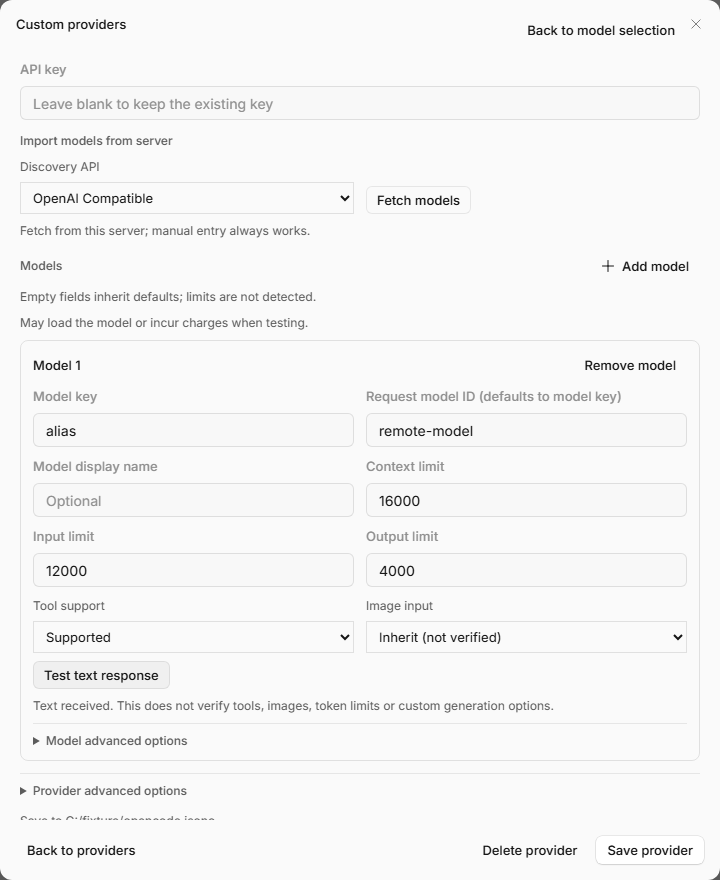 Custom providers
Back to model selection
API key
Leave blank to keep the existing key
Import models from server
Discovery API
OpenAI Compatible
Fetch models
Fetch from this server; manual entry always works.
Models
Add model
Empty fields inherit defaults; limits are not detected.
May load the model or incur charges when testing.
Model 1
Remove model
Model key
Request model ID (defaults to model key)
alias
remote-model
Model display name
Context limit
Optional
16000
Input limit
Output limit
12000
4000
Tool support
Image input
Supported
Inherit (not verified)
Test text response
Text received. This does not verify tools, images, token limits or custom generation options.
Model advanced options
Provider advanced options
Save to C:/fixture/opencode.jsonc
Back to providers
Delete provider
Save provider